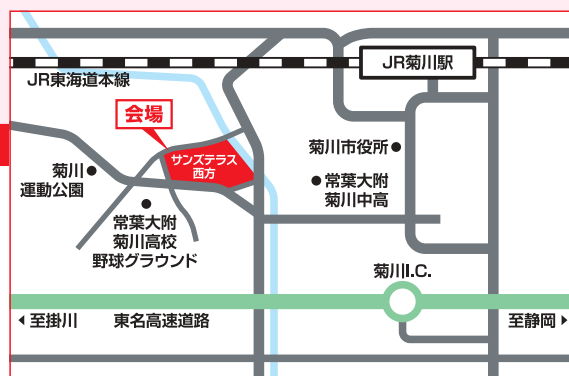 JR菊川駅
JR東海道本線
会場
サンズテラス
西方
菊川市役所
菊川
運動公園
常葉大附
菊川中高
常葉大附
菊川高校
野球グラウンド
菊川I.C.
至掛川
東名高速道路
至静岡